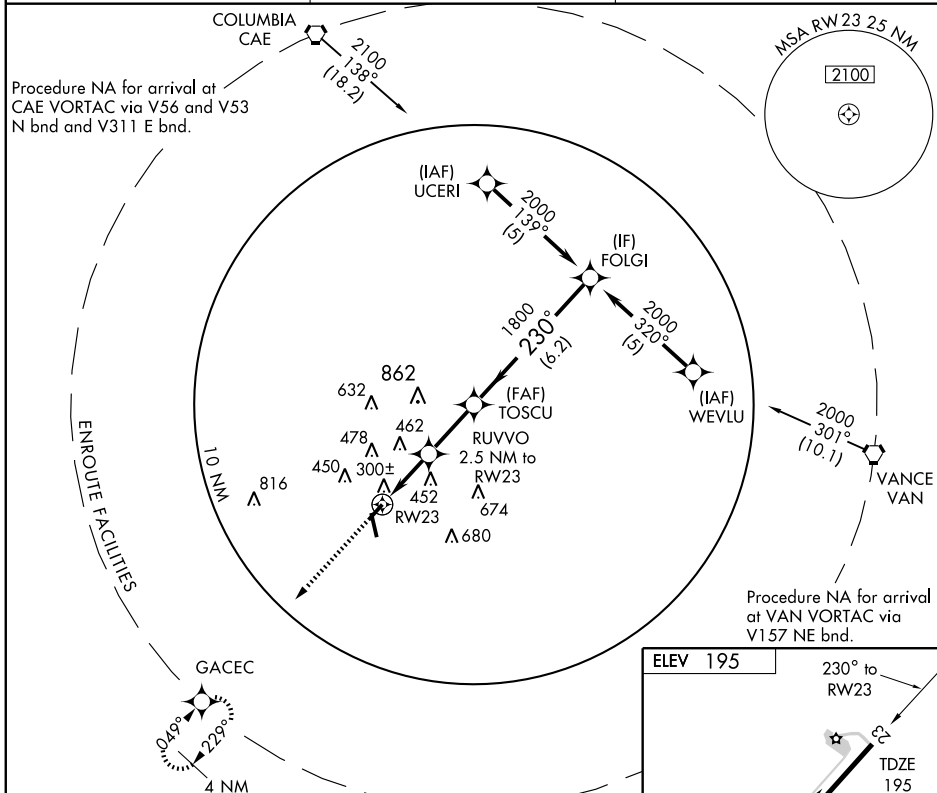 COLUMBIA
CAE
2100
138°
(18.2)
MSA RW 23 25 NM
2100
Procedure NA for arrival at
CAE VORTAC via V56 and V53
N bnd and V311 E bnd.
(IAF)
UCERI
2000
139°
(5)
(IF)
FOLGI
2000
320°
(5)
(IAF)
WEVLU
1800
230°
(6.2)
(FAF)
TOSCU
862
632
462
478
450
300±
816
RUVVO
2.5 NM to
RW23
452
674
680
RW23
10 NM
ENROUTE FACILITIES
2000
301°
(10.1)
VANCE
VAN
Procedure NA for arrival
at VAN VORTAC via
V157 NE bnd.
GACEC
049°
229°
4 NM
ELEV 195
230° to
RW23
23
TDZE
195